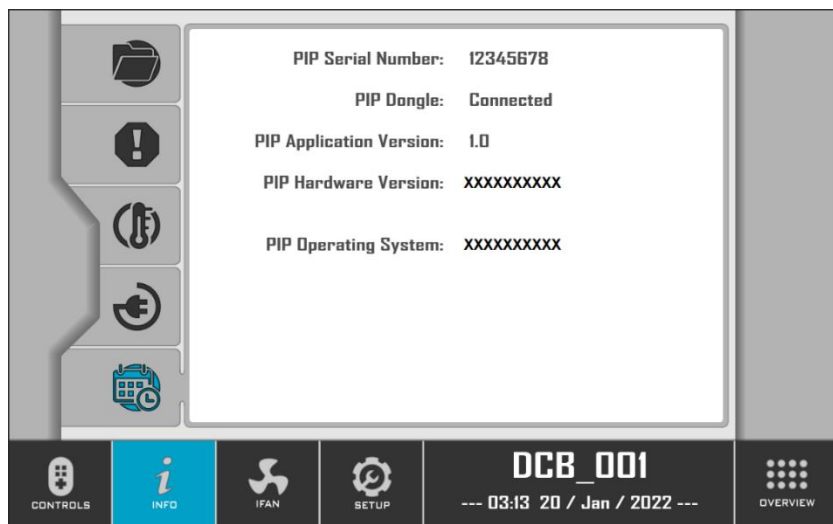 PIP Serial Number: 12345678
PIP Dongle: Connected
PIP Application Version: 1.0
PIP Hardware Version: XXXXXXXXXX
PIP Operating System: XXXXXXXXXX
CONTROLS
INFO
IFAN
SETUP
DCB_001
--- 03:13 20 / Jan / 2022 ---
OVERVIEW